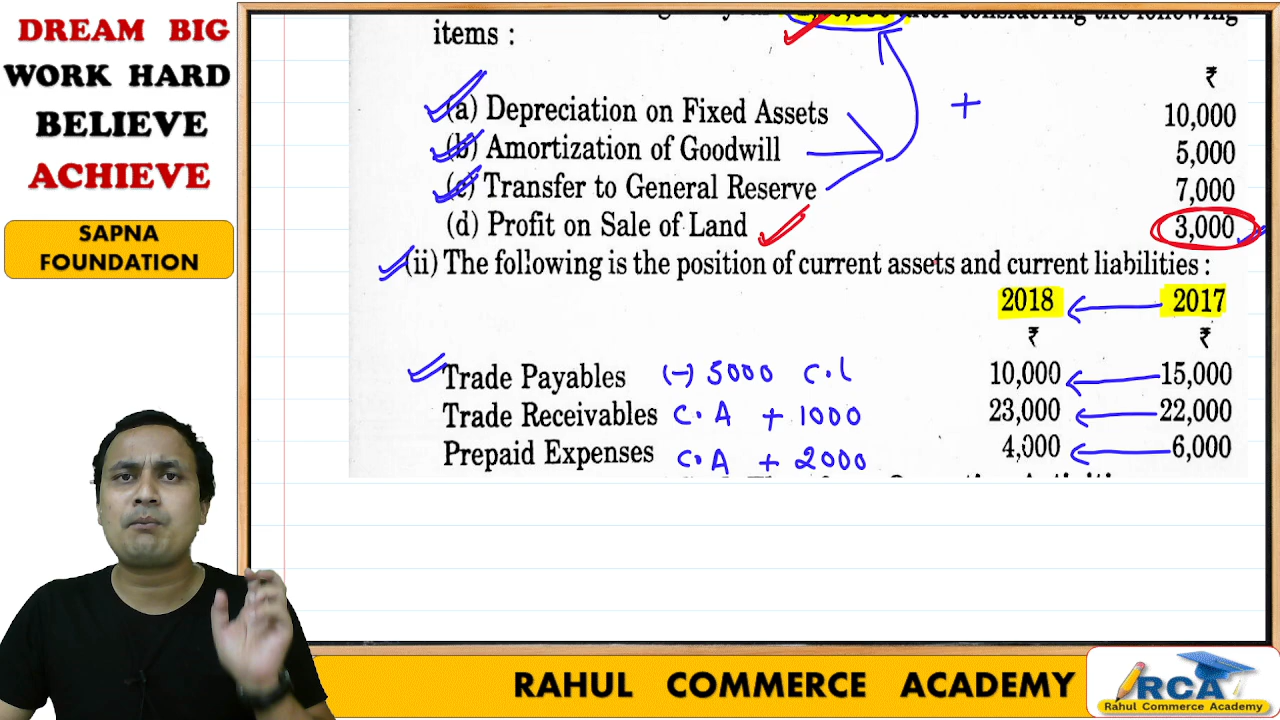 DREAM BIG
WORK HARD
BELIEVE
ACHIEVE
SAPNA
FOUNDATION
considering the following
items :
₹
(a) Depreciation on Fixed Assets + 10,000
(b) Amortization of Goodwill 5,000
(c) Transfer to General Reserve 7,000
(d) Profit on Sale of Land 3,000
(ii) The following is the position of current assets and current liabilities :
2018 2017
₹ ₹
Trade Payables (-) 5000 C.L 10,000 15,000
Trade Receivables C.A + 1000 23,000 22,000
Prepaid Expenses C.A + 2000 4,000 6,000
RAHUL COMMERCE ACADEMY
RCA
Rahul Commerce Academy